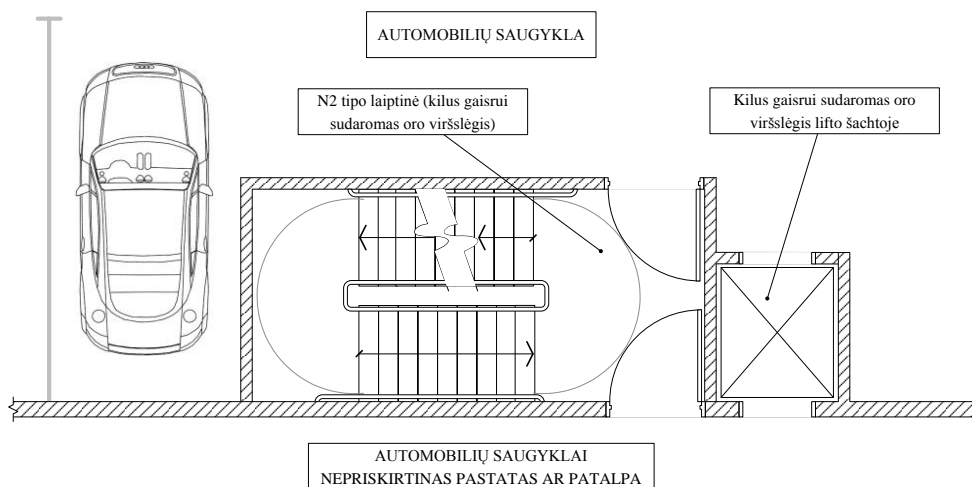 AUTOMOBILIŲ SAUGYKLA
N2 tipo laiptinė (kilus gaisrui
sudaromas oro viršslėgis)
Kilus gaisrui sudaromas oro
viršslėgis lifto šachtoje
AUTOMOBILIŲ SAUGYKLAI
NEPRISKIRTINAS PASTATAS AR PATALPA